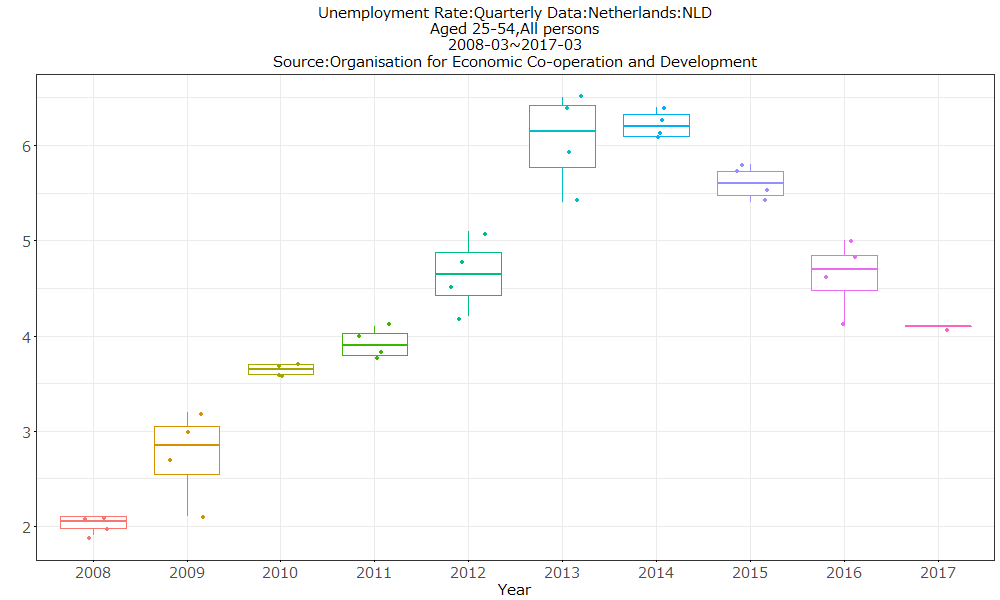 Unemployment Rate:Quarterly Data:Netherlands:NLD
Aged 25-54,All persons
2008-03~2017-03
Source:Organisation for Economic Co-operation and Development
6
5
4
3
2
2008 2009 2010 2011 2012 2013 2014 2015 2016 2017
Year